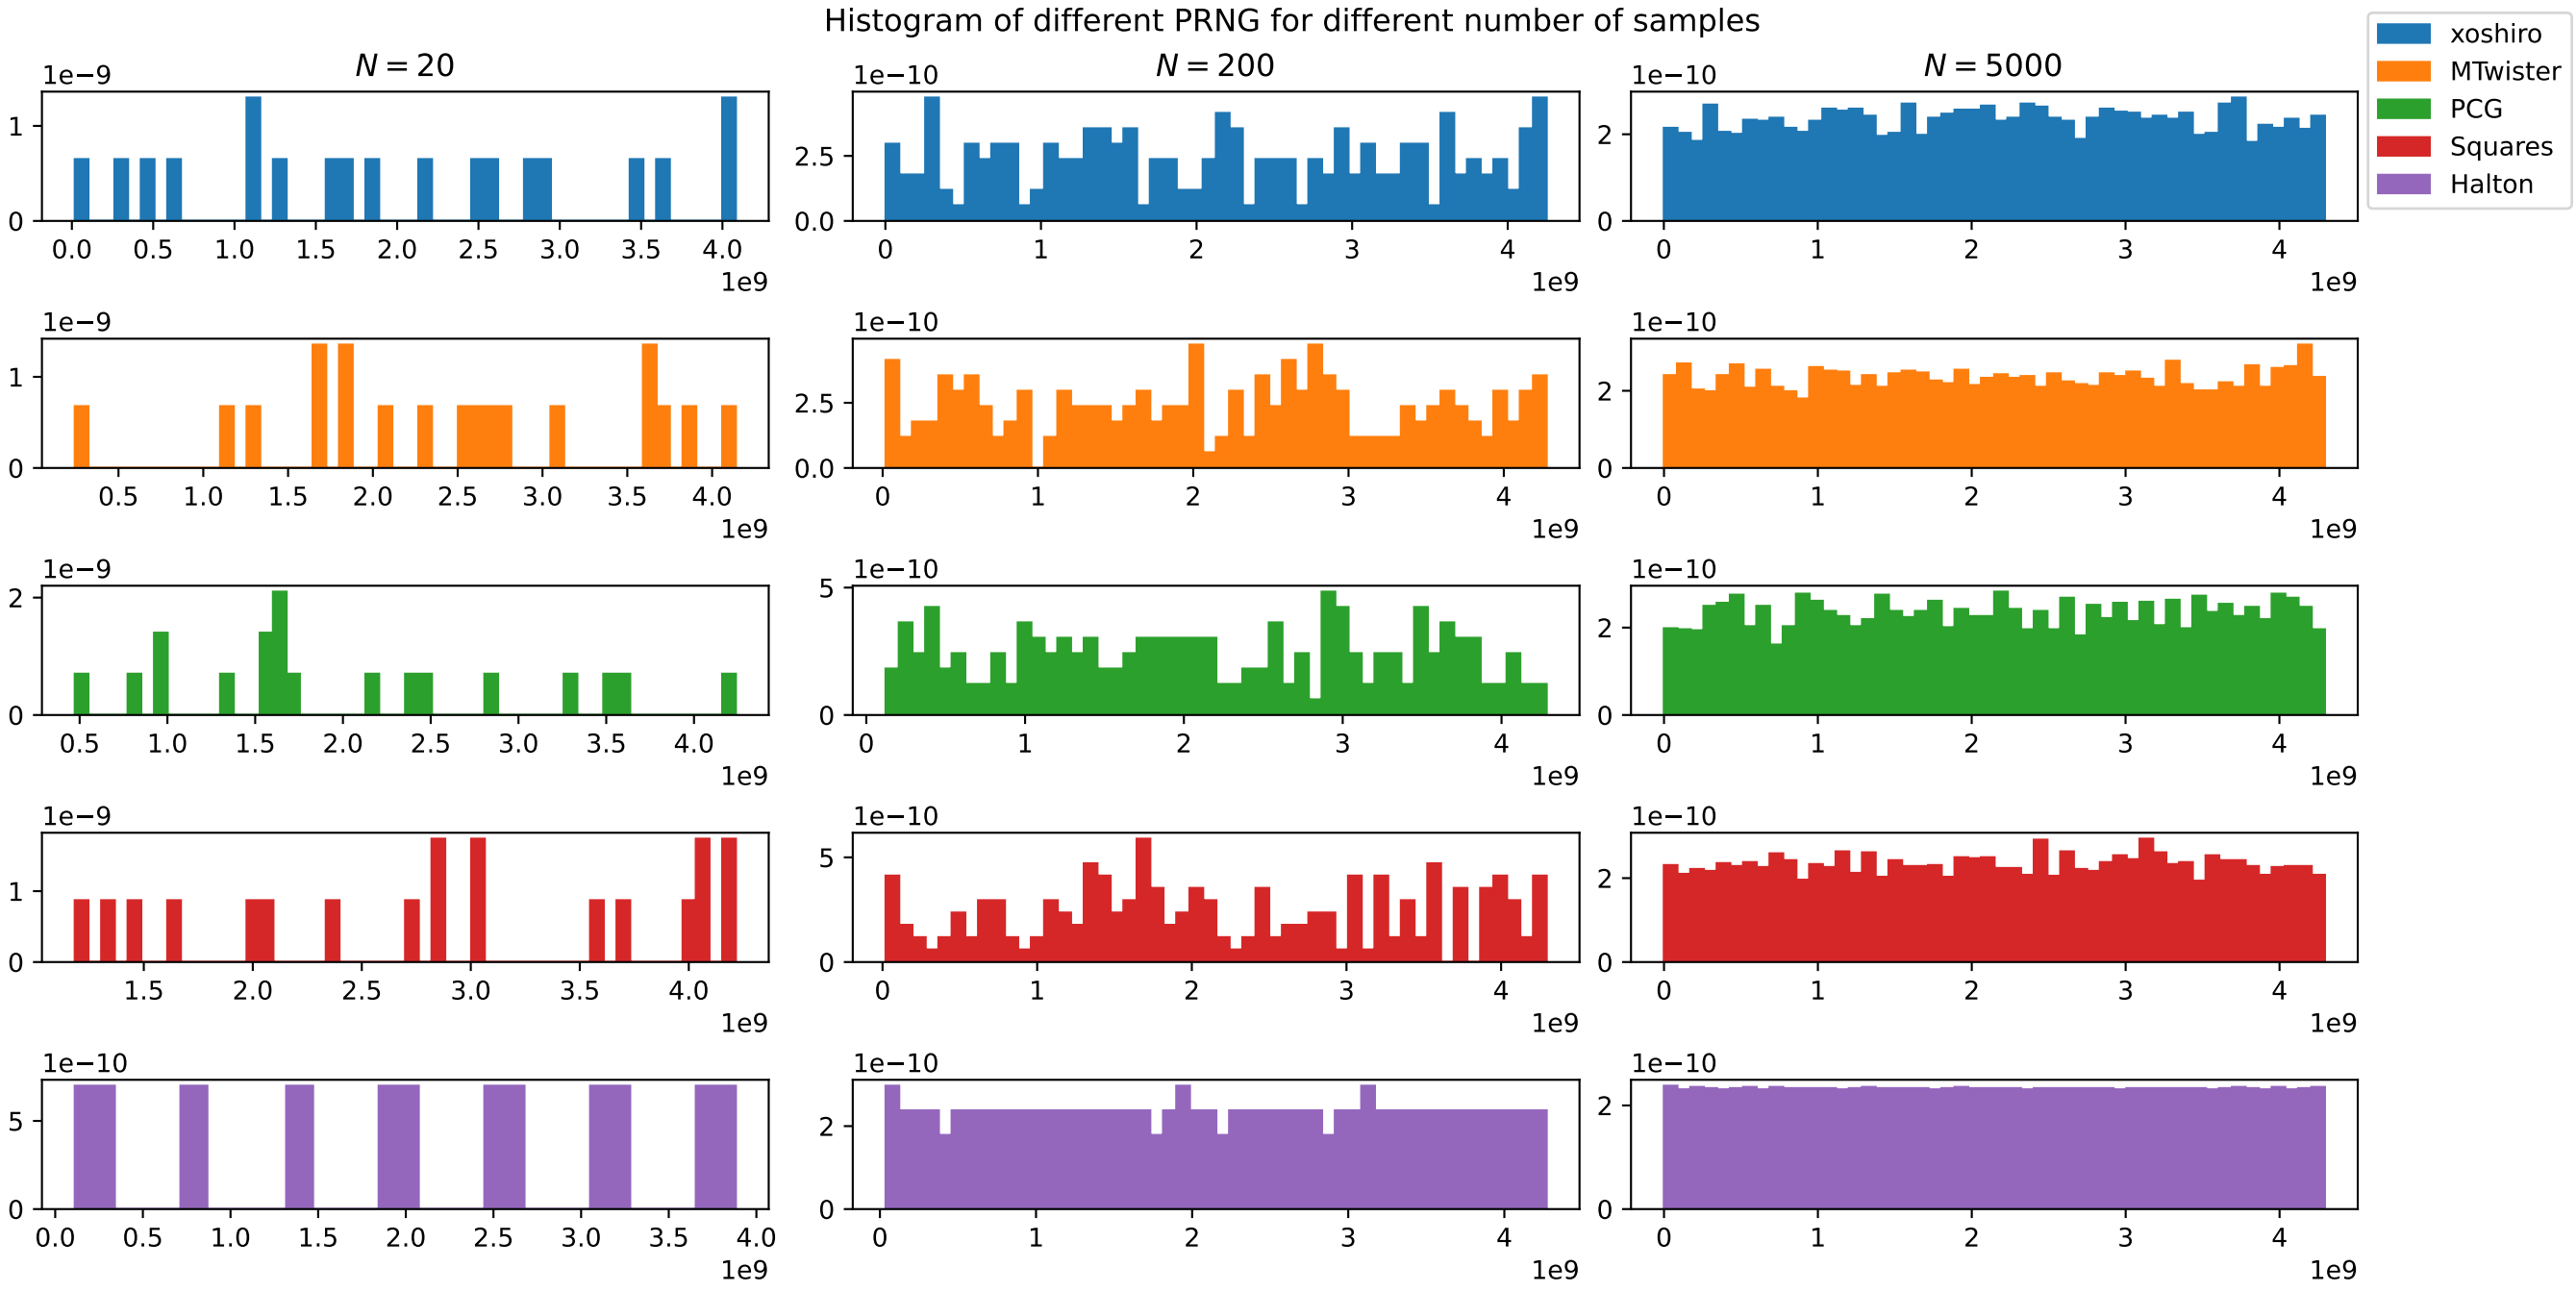 Histogram of different PRNG for different number of samples
xoshiro
MTwister
PCG
Squares
Halton
N = 20
N = 200
N = 5000
1e−9
1
0
0.0 0.5 1.0 1.5 2.0 2.5 3.0 3.5 4.0
1e9
1e−10
2.5
0.0
0 1 2 3 4
1e9
1e−10
2
0
0 1 2 3 4
1e9
1e−9
1
0
0.5 1.0 1.5 2.0 2.5 3.0 3.5 4.0
1e9
1e−10
2.5
0.0
0 1 2 3 4
1e9
1e−10
2
0
0 1 2 3 4
1e9
1e−9
2
0
0.5 1.0 1.5 2.0 2.5 3.0 3.5 4.0
1e9
1e−10
5
0
0 1 2 3 4
1e9
1e−10
2
0
0 1 2 3 4
1e9
1e−9
1
0
1.5 2.0 2.5 3.0 3.5 4.0
1e9
1e−10
5
0
0 1 2 3 4
1e9
1e−10
2
0
0 1 2 3 4
1e9
1e−10
5
0
0.0 0.5 1.0 1.5 2.0 2.5 3.0 3.5 4.0
1e9
1e−10
2
0
0 1 2 3 4
1e9
1e−10
2
0
0 1 2 3 4
1e9